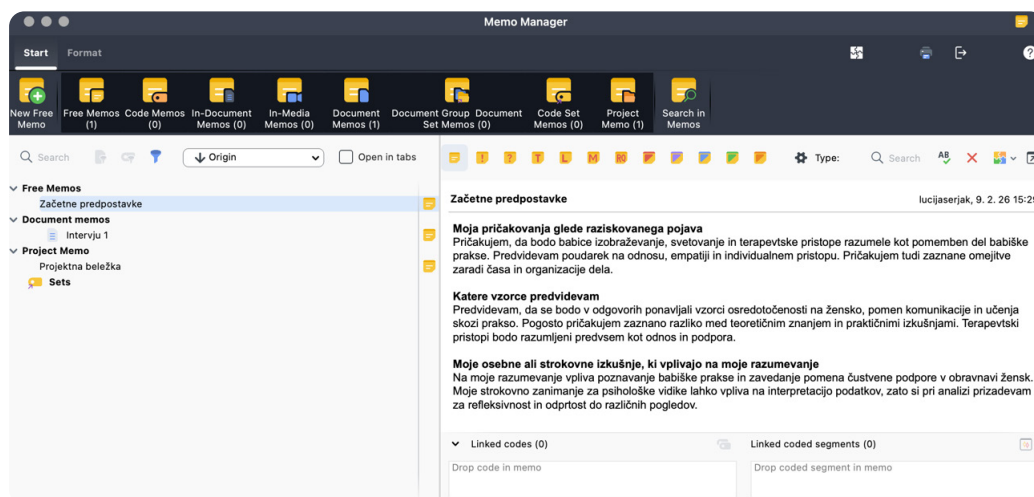 Memo Manager
Start Format
New Free Memo
Free Memos (1)
Code Memos (0)
In-Document Memos (0)
In-Media Memos (0)
Document Memos (1)
Document Group Document Set Memos (0)
Code Set Memos (0)
Project Memo (1)
Search in Memos
Search
Origin
Open in tabs
Free Memos
Začetne predpostavke
Document memos
Intervju 1
Project Memo
Projektna beležka
Sets
! ? T L M RQ
Type:
Search
AB
Začetne predpostavke
lucijaserjak, 9. 2. 26 15:29
Moja pričakovanja glede raziskovanega pojava
Pričakujem, da bodo babice izobraževanje, svetovanje in terapevtske pristope razumele kot pomemben del babiške
prakse. Predvidevam poudarek na odnosu, empatiji in individualnem pristopu. Pričakujem tudi zaznane omejitve
zaradi časa in organizacije dela.
Katere vzorce predvidevam
Predvidevam, da se bodo v odgovorih ponavljali vzorci osredotočenosti na žensko, pomen komunikacije in učenja
skozi prakso. Pogosto pričakujem zaznano razliko med teoretičnim znanjem in praktičnimi izkušnjami. Terapevtski
pristopi bodo razumljeni predvsem kot odnos in podpora.
Moje osebne ali strokovne izkušnje, ki vplivajo na moje razumevanje
Na moje razumevanje vpliva poznavanje babiške prakse in zavedanje pomena čustvene podpore v obravnavi žensk.
Moje strokovno zanimanje za psihološke vidike lahko vpliva na interpretacijo podatkov, zato si pri analizi prizadevam
za refleksivnost in odprtost do različnih pogledov.
Linked codes (0)
Linked coded segments (0)
Drop code in memo
Drop coded segment in memo